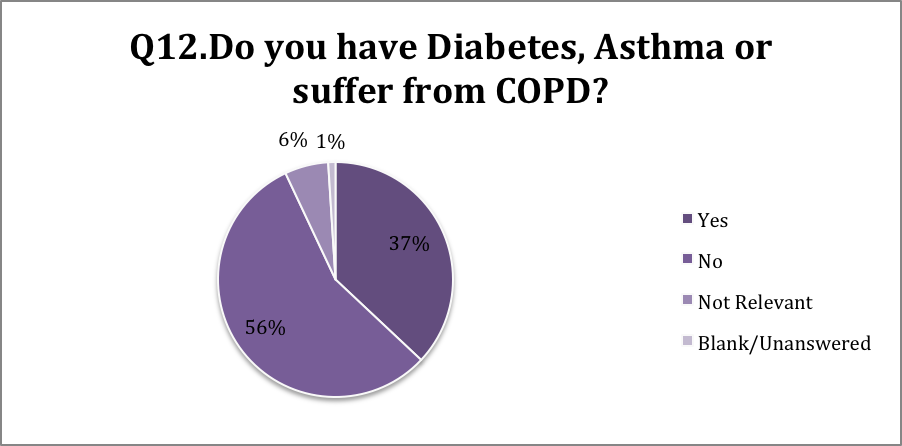 Q12.Do you have Diabetes, Asthma or
suffer from COPD?
6% 1%
37%
56%
Yes
No
Not Relevant
Blank/Unanswered